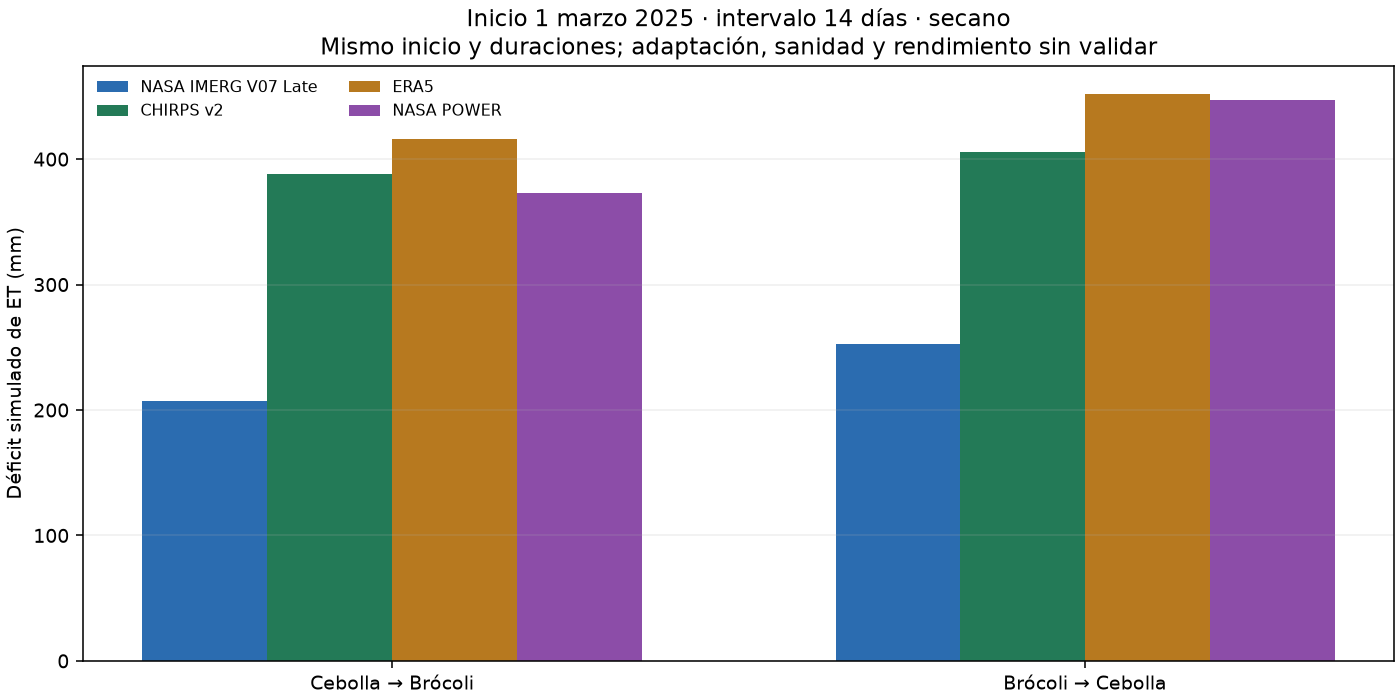 Inicio 1 marzo 2025 · intervalo 14 días · secano
Mismo inicio y duraciones; adaptación, sanidad y rendimiento sin validar
NASA IMERG V07 Late
CHIRPS v2
ERA5
NASA POWER
Déficit simulado de ET (mm)
400
300
200
100
0
Cebolla → Brócoli
Brócoli → Cebolla